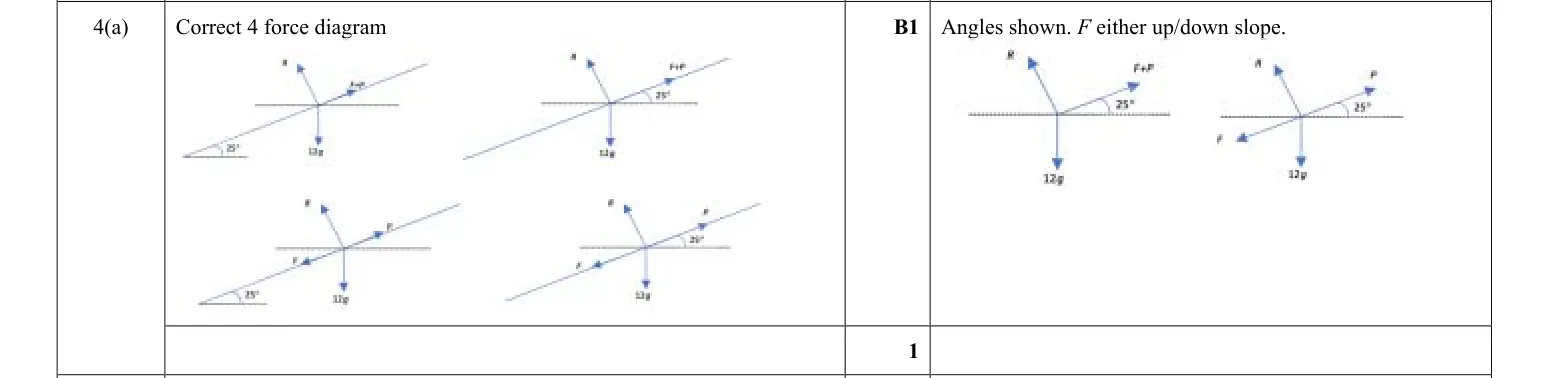 4(a)
Correct 4 force diagram
B1
Angles shown. F either up/down slope.
R
F+P
25°
12g
R
F+P
25°
12g
R
P
F
25°
12g
R
P
25°
F
12g
R
F+P
25°
12g
R
P
25°
F
12g
1